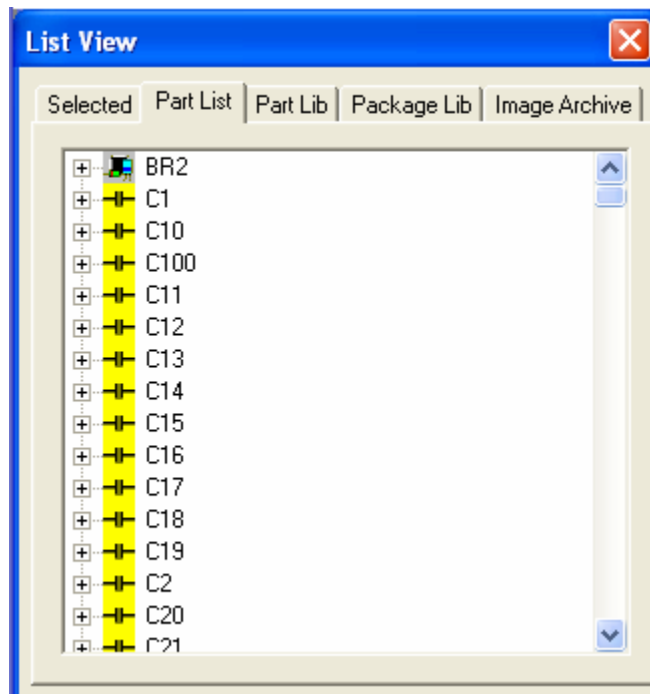 List View
Selected Part List Part Lib Package Lib Image Archive
BR2
C1
C10
C100
C11
C12
C13
C14
C15
C16
C17
C18
C19
C2
C20
C21